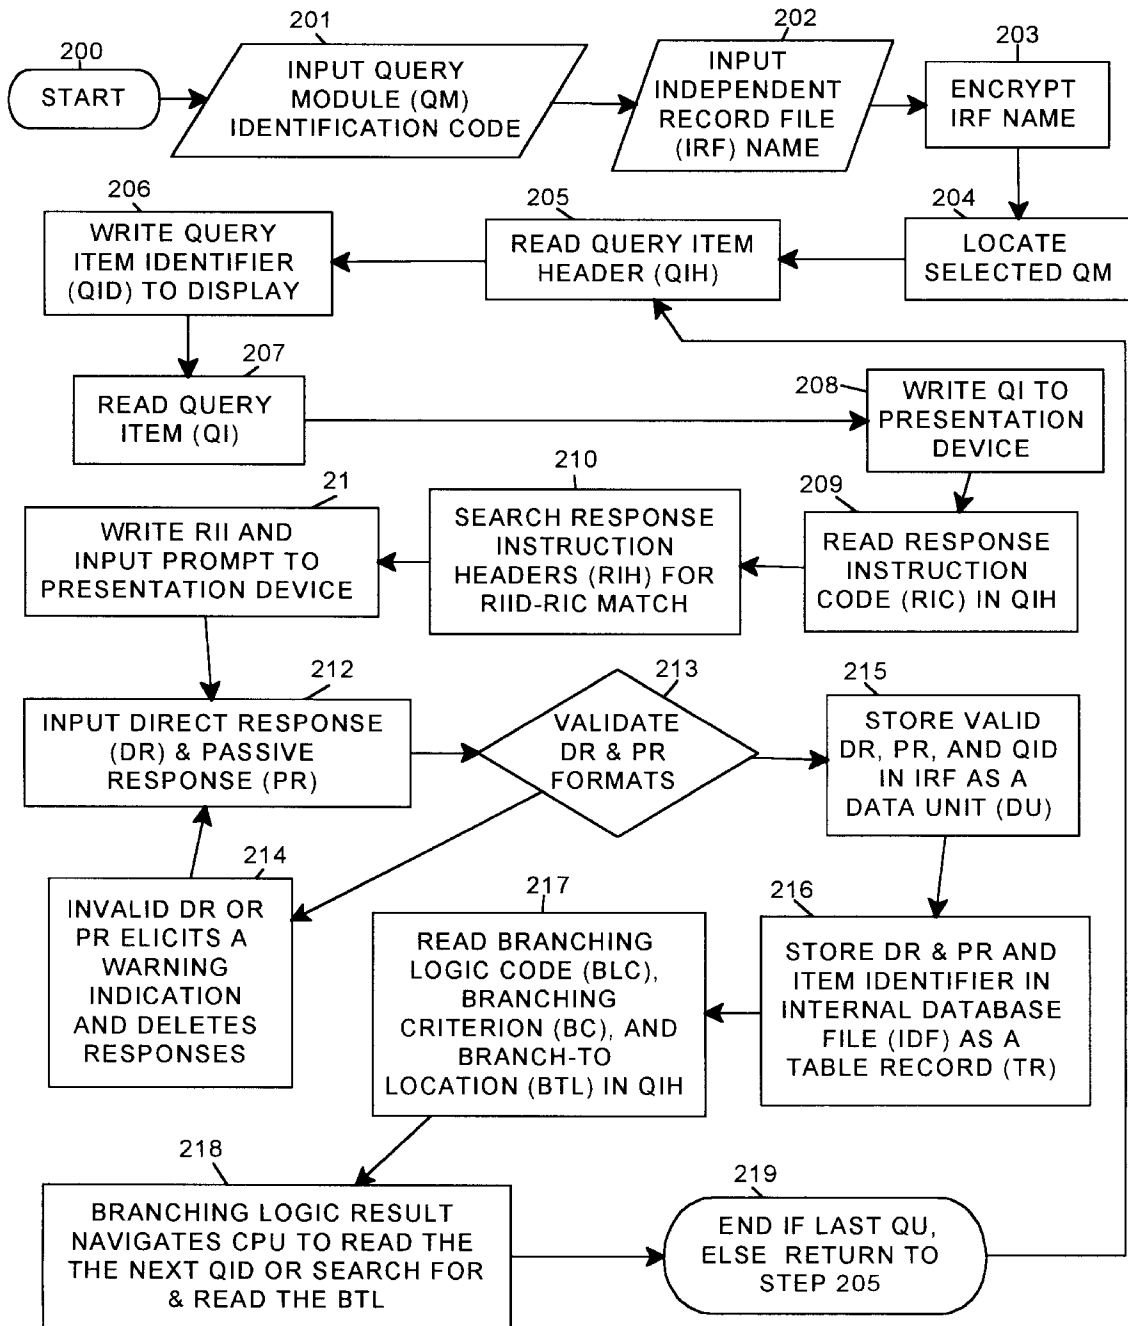 200
START
201
INPUT QUERY
MODULE (QM)
IDENTIFICATION CODE
202
INPUT
INDEPENDENT
RECORD FILE
(IRF) NAME
203
ENCRYPT
IRF NAME
204
LOCATE
SELECTED QM
205
READ QUERY ITEM
HEADER (QIH)
206
WRITE QUERY
ITEM IDENTIFIER
(QID) TO DISPLAY
207
READ QUERY
ITEM (QI)
208
WRITE QI TO
PRESENTATION
DEVICE
209
READ RESPONSE
INSTRUCTION
CODE (RIC) IN QIH
210
SEARCH RESPONSE
INSTRUCTION
HEADERS (RIH) FOR
RIID-RIC MATCH
21
WRITE RII AND
INPUT PROMPT TO
PRESENTATION DEVICE
212
INPUT DIRECT RESPONSE
(DR) & PASSIVE
RESPONSE (PR)
213
VALIDATE
DR & PR
FORMATS
214
INVALID DR OR
PR ELICITS A
WARNING
INDICATION
AND DELETES
RESPONSES
215
STORE VALID
DR, PR, AND QID
IN IRF AS A
DATA UNIT (DU)
216
STORE DR & PR AND
ITEM IDENTIFIER IN
INTERNAL DATABASE
FILE (IDF) AS A
TABLE RECORD (TR)
217
READ BRANCHING
LOGIC CODE (BLC),
BRANCHING
CRITERION (BC), AND
BRANCH-TO
LOCATION (BTL) IN QIH
218
BRANCHING LOGIC RESULT
NAVIGATES CPU TO READ THE
THE NEXT QID OR SEARCH FOR
& READ THE BTL
219
END IF LAST QU,
ELSE RETURN TO
STEP 205